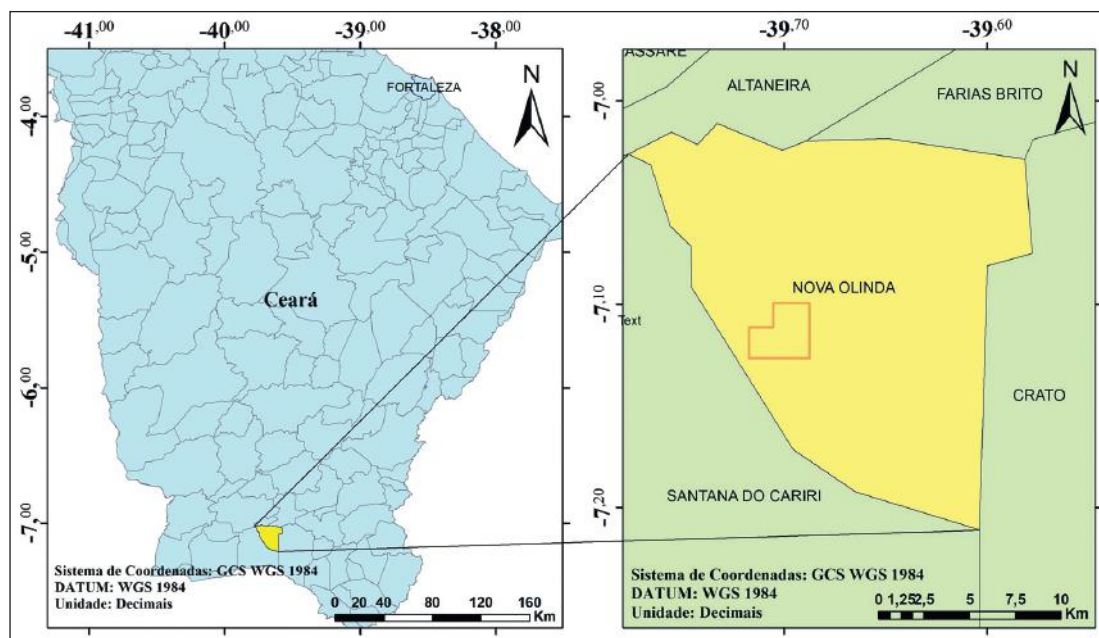 -41,00 -40,00 -39,00 -38,00
FORTALEZA
N
-4,00
-5,00
Ceará
-6,00
-7,00
Sistema de Coordenadas: GCS WGS 1984
DATUM: WGS 1984
Unidade: Decimais
0 20 40 80 120 160
Km
-39,70 -39,60
ASSARE
ALTANEIRA
FARIAS BRITO
N
-7,00
NOVA OLINDA
-7,10
Text
CRATO
SANTANA DO CARIRI
-7,20
Sistema de Coordenadas: GCS WGS 1984
DATUM: WGS 1984
Unidade: Decimais
0 1,25 2,5 5 7,5 10
Km